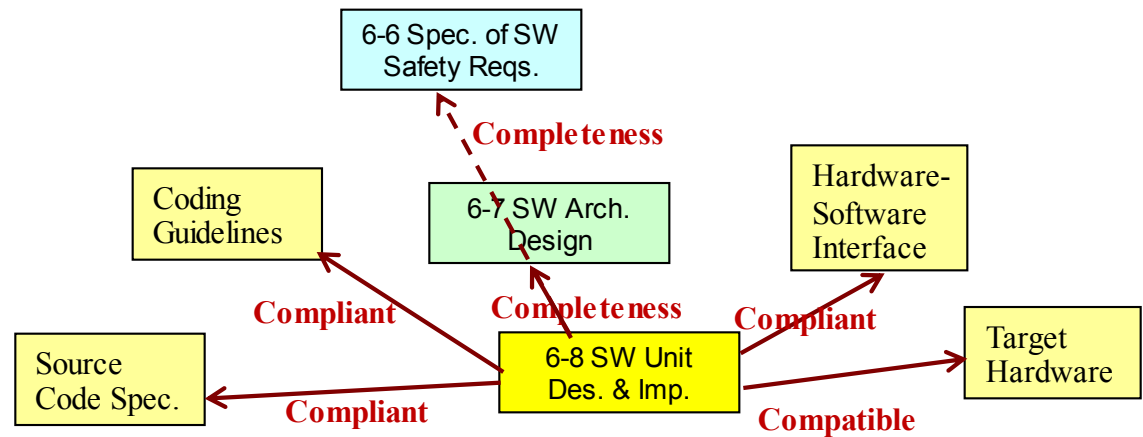 6-6 Spec. of SW
Safety Reqs.
Completeness
Coding
Guidelines
6-7 SW Arch.
Design
Hardware-
Software
Interface
Compliant
Completeness
Compliant
Source
Code Spec.
6-8 SW Unit
Des. & Imp.
Target
Hardware
Compliant
Compatible